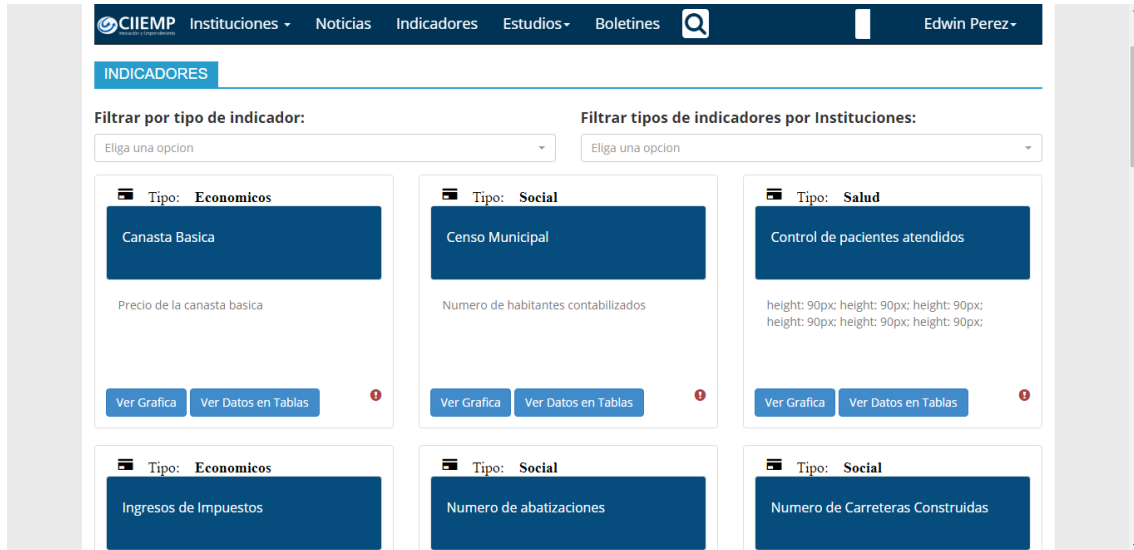 CIIEMP Instituciones Noticias Indicadores Estudios Boletines Edwin Perez
INDICADORES
Filtrar por tipo de indicador: Filtrar tipos de indicadores por Instituciones:
Eliga una opcion Eliga una opcion
Tipo: Economicos Tipo: Social Tipo: Salud
Canasta Basica Censo Municipal Control de pacientes atendidos
Precio de la canasta basica Numero de habitantes contabilizados height: 90px; height: 90px; height: 90px;
height: 90px; height: 90px; height: 90px;
Ver Grafica Ver Datos en Tablas Ver Grafica Ver Datos en Tablas Ver Grafica Ver Datos en Tablas
Tipo: Economicos Tipo: Social Tipo: Social
Ingresos de Impuestos Numero de abatizaciones Numero de Carreteras Construidas